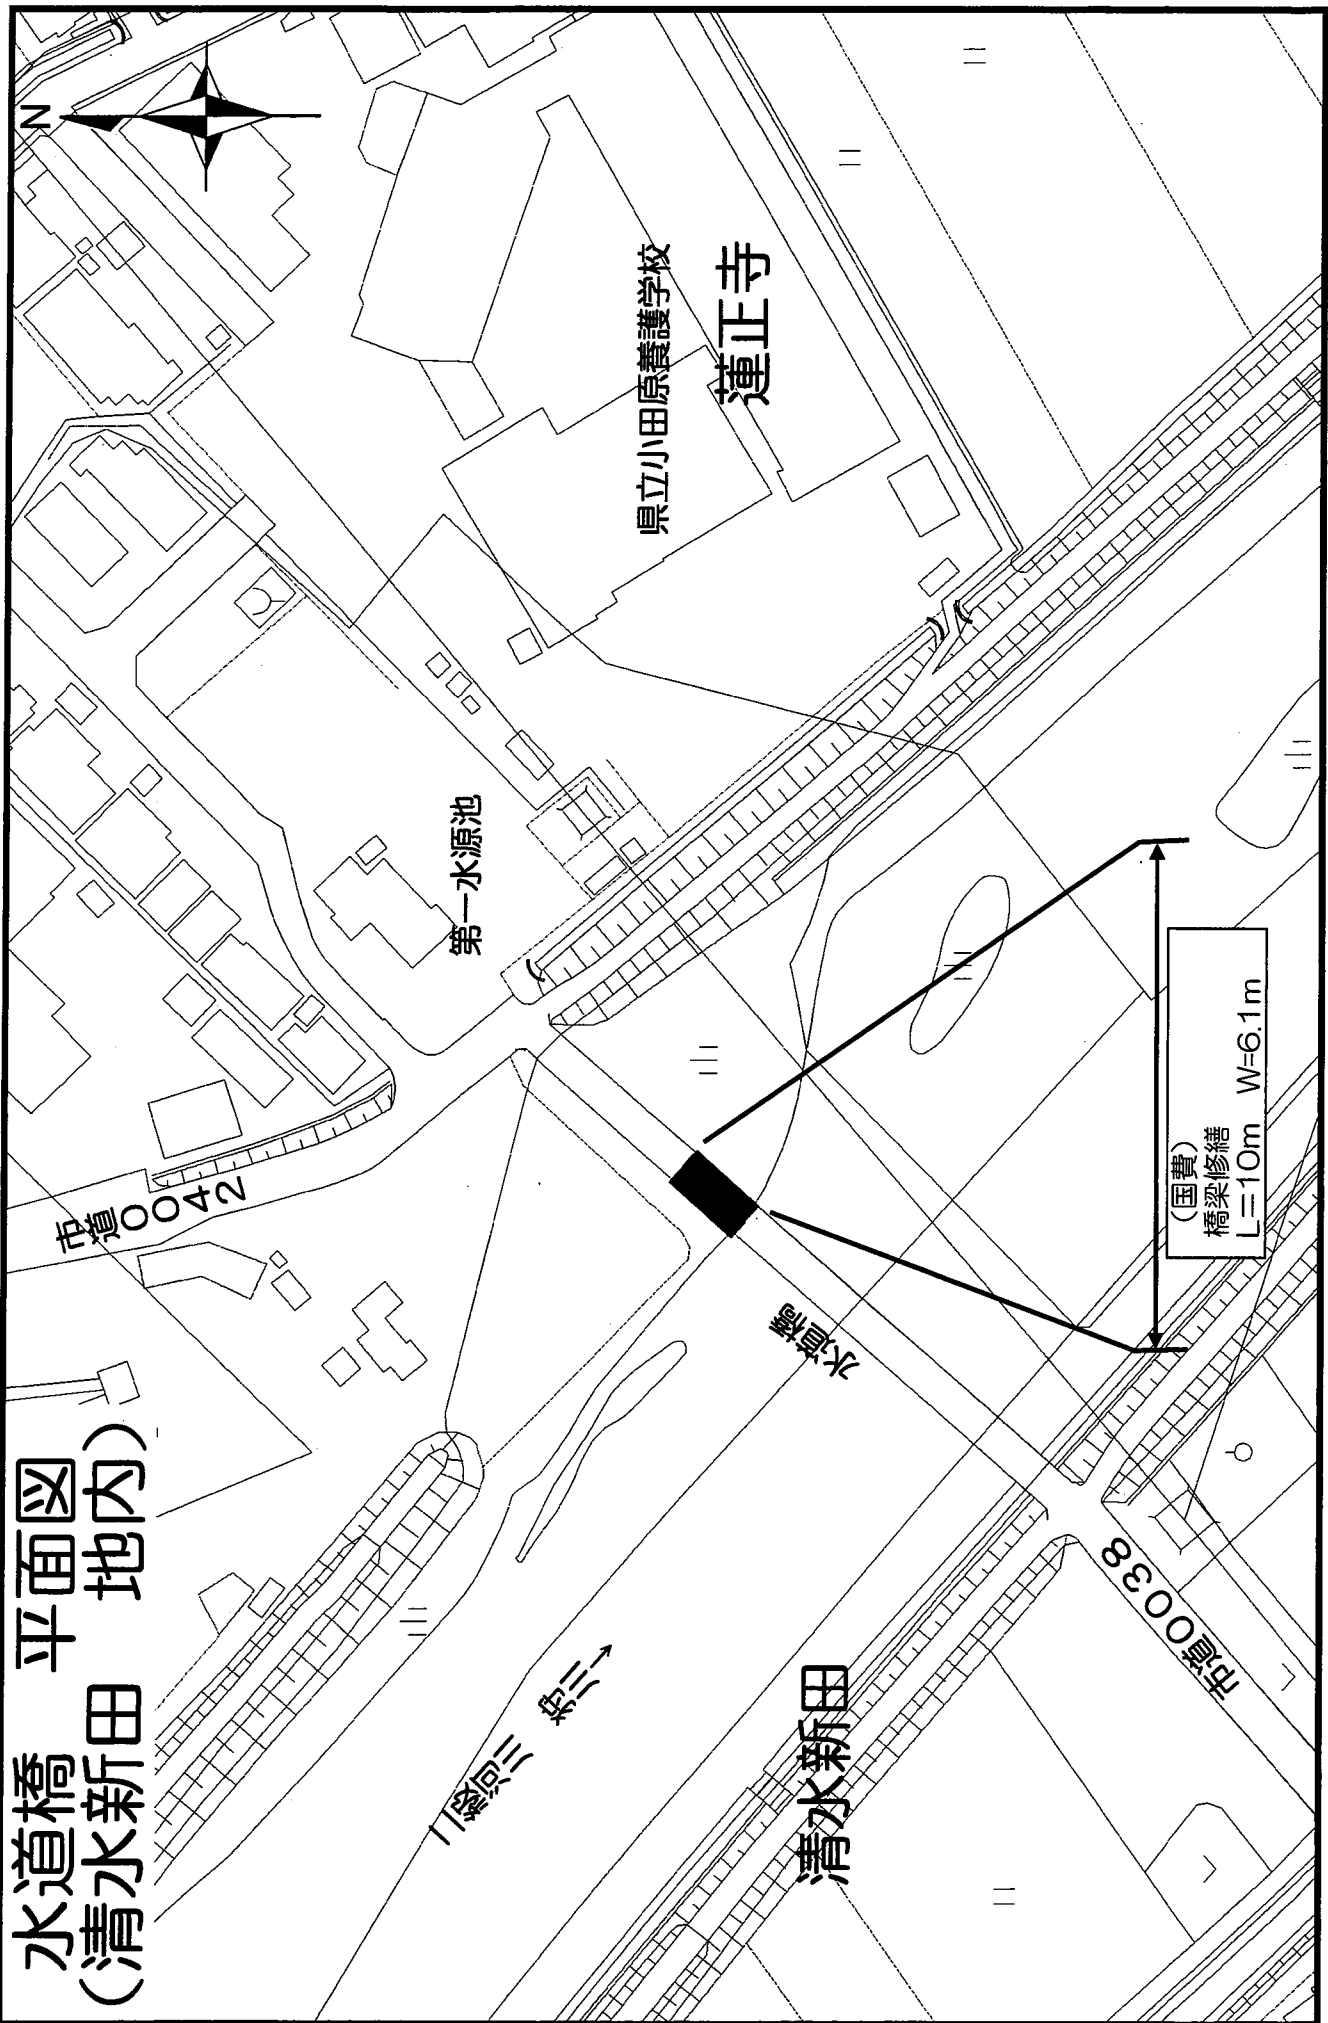 水道橋 平面図
(清水新田 地内)
N
市道0042
第一水源池
県立小田原養護学校
蓮正寺
二級河川 狩川→
水道橋
清水新田
市道0038
(国費)
橋梁修繕
L=10m W=6.1m